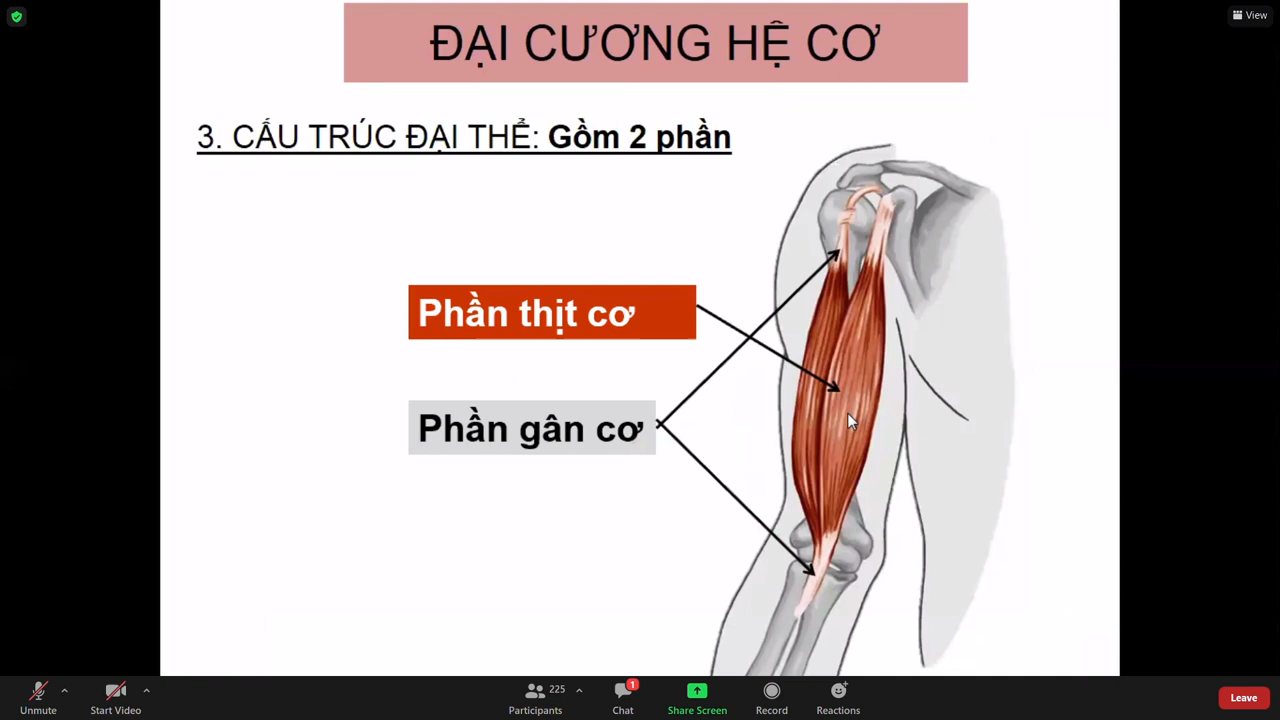 View
ĐẠI CƯƠNG HỆ CƠ
3. CẤU TRÚC ĐẠI THỂ: Gồm 2 phần
Phần thịt cơ
Phần gân cơ
225
1
Unmute
Start Video
Participants
Chat
Share Screen
Record
Reactions
Leave